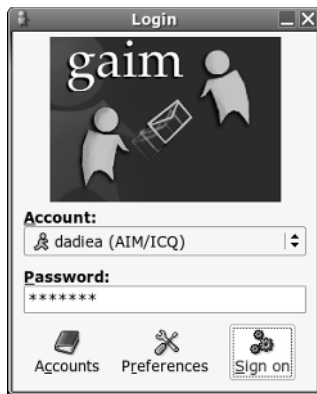 Login
gaim
Account:
dadiea (AIM/ICQ)
Password:
*******
Accounts Preferences Sign on